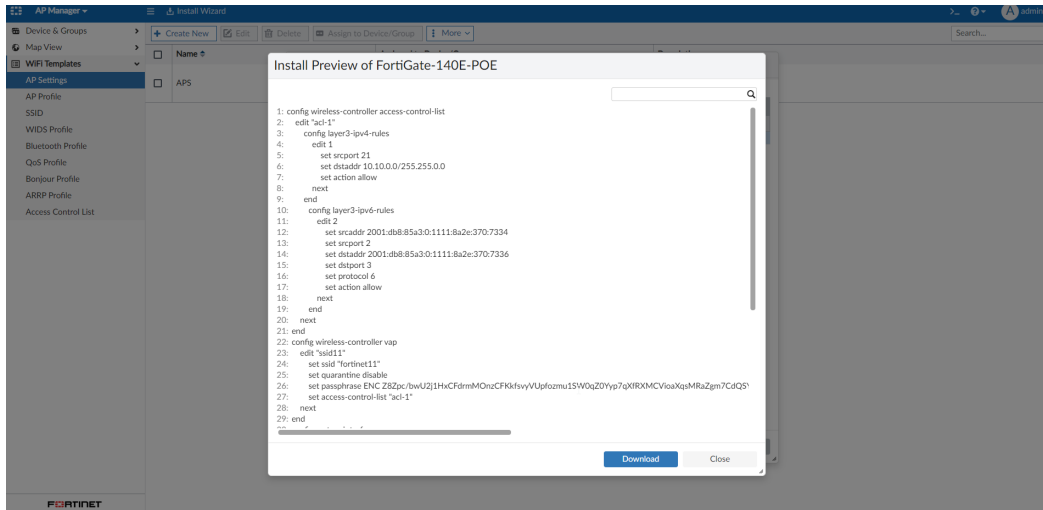 AP Manager
Install Wizard
admin
Device & Groups
Map View
WiFi Templates
AP Settings
AP Profile
SSID
WIDS Profile
Bluetooth Profile
QoS Profile
Bonjour Profile
ARRP Profile
Access Control List
FORTINET
+ Create New
Edit
Delete
Assign to Device/Group
More
Search...
Name
APS
Install Preview of FortiGate-140E-POE
1: config wireless-controller access-control-list
2: edit "acl-1"
3: config layer3-ipv4-rules
4: edit 1
5: set srcport 21
6: set dstaddr 10.10.0.0/255.255.0.0
7: set action allow
8: next
9: end
10: config layer3-ipv6-rules
11: edit 2
12: set srcaddr 2001:db8:85a3:0:1111:8a2e:370:7334
13: set srcport 2
14: set dstaddr 2001:db8:85a3:0:1111:8a2e:370:7336
15: set dstport 3
16: set protocol 6
17: set action allow
18: next
19: end
20: next
21: end
22: config wireless-controller vap
23: edit "ssid11"
24: set ssid "fortinet11"
25: set quarantine disable
26: set passphrase ENC
27: set access-control-list "acl-1"
28: next
29: end
Download
Close